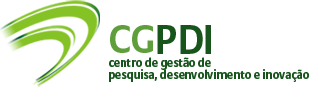 CGPDI
centro de gestão de
pesquisa, desenvolvimento e inovação